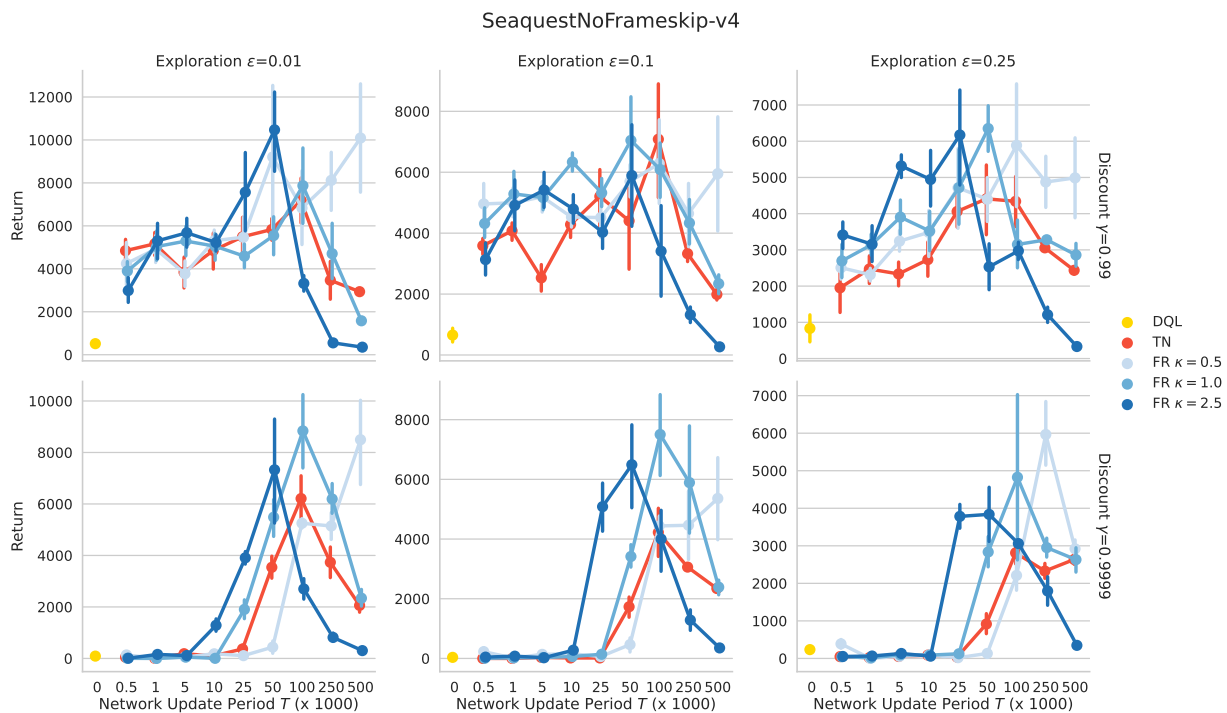 SeaquestNoFrameskip-v4
Exploration ε=0.01
Exploration ε=0.1
Exploration ε=0.25
12000
10000
8000
6000
4000
2000
0
Return
8000
6000
4000
2000
0
7000
6000
5000
4000
3000
2000
1000
0
Discount γ=0.99
DQL
TN
FR κ = 0.5
FR κ = 1.0
FR κ = 2.5
10000
8000
6000
4000
2000
0
Return
8000
6000
4000
2000
0
7000
6000
5000
4000
3000
2000
1000
0
Discount γ=0.9999
0 0.5 1 5 10 25 50 100 250 500
Network Update Period T (x 1000)
0 0.5 1 5 10 25 50 100 250 500
Network Update Period T (x 1000)
0 0.5 1 5 10 25 50 100 250 500
Network Update Period T (x 1000)